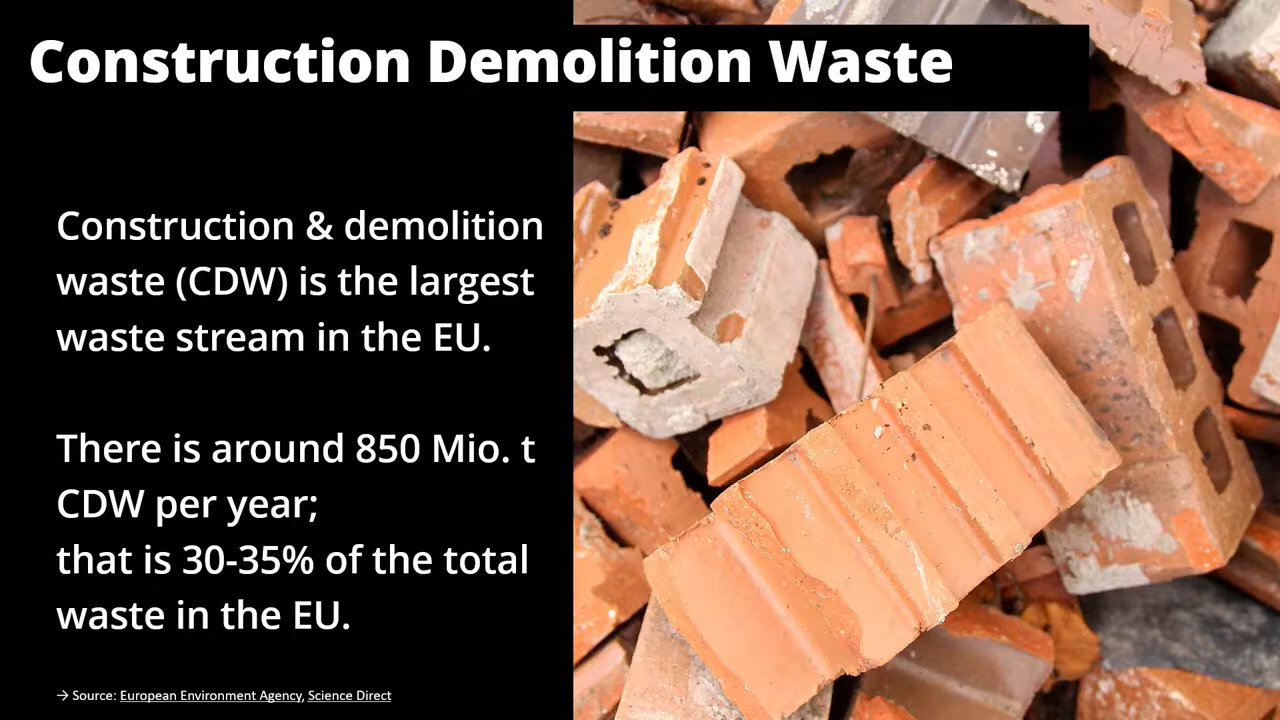 Construction Demolition Waste
Construction & demolition
waste (CDW) is the largest
waste stream in the EU.
There is around 850 Mio. t
CDW per year;
that is 30-35% of the total
waste in the EU.
→ Source: European Environment Agency, Science Direct